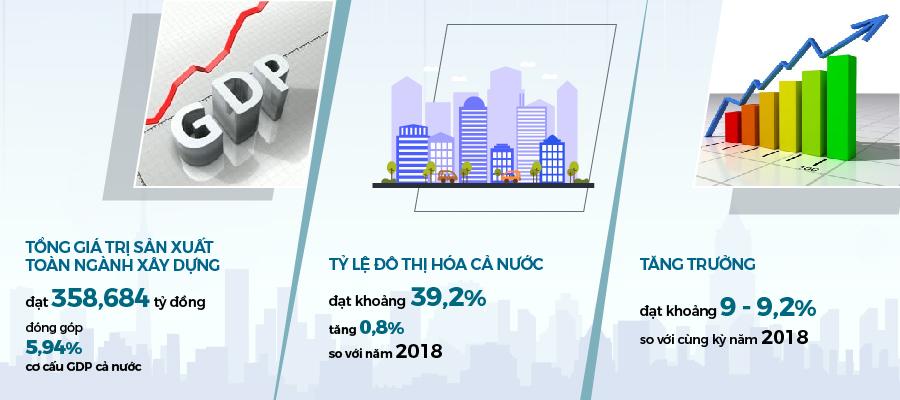 GDP
TỔNG GIÁ TRỊ SẢN XUẤT
TOÀN NGÀNH XÂY DỰNG
đạt 358,684 tỷ đồng
đóng góp
5,94%
cơ cấu GDP cả nước
TỶ LỆ ĐÔ THỊ HÓA CẢ NƯỚC
đạt khoảng 39,2%
tăng 0,8%
so với năm 2018
TĂNG TRƯỞNG
đạt khoảng 9 - 9,2%
so với cùng kỳ năm 2018